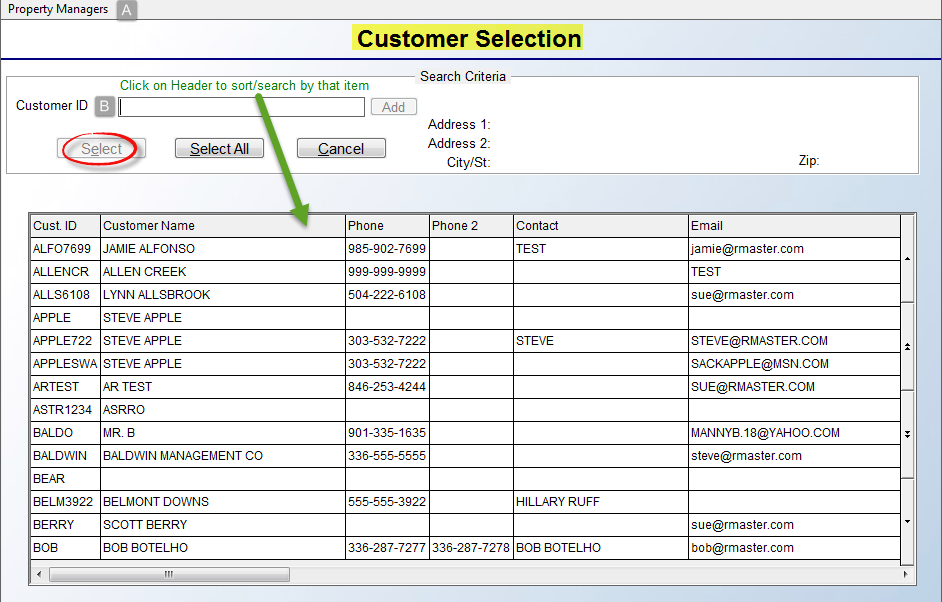 Property Managers A
Customer Selection
Search Criteria
Click on Header to sort/search by that item
Customer ID B Add
Address 1:
Address 2:
City/St: Zip:
Select Select All Cancel
Cust. ID Customer Name Phone Phone 2 Contact Email
ALFO7699 JAMIE ALFONSO 985-902-7699 TEST jamie@rmaster.com
ALLENCR ALLEN CREEK 999-999-9999 TEST
ALLS6108 LYNN ALLSBROOK 504-222-6108 sue@rmaster.com
APPLE STEVE APPLE
APPLE722 STEVE APPLE 303-532-7222 STEVE STEVE@RMASTER.COM
APPLESWA STEVE APPLE 303-532-7222 SACKAPPLE@MSN.COM
ARTEST AR TEST 846-253-4244 SUE@RMASTER.COM
ASTR1234 ASRRO
BALDO MR. B 901-335-1635 MANNYB.18@YAHOO.COM
BALDWIN BALDWIN MANAGEMENT CO 336-555-5555 steve@rmaster.com
BEAR
BELM3922 BELMONT DOWNS 555-555-3922 HILLARY RUFF
BERRY SCOTT BERRY sue@rmaster.com
BOB BOB BOTELHO 336-287-7277 336-287-7278 BOB BOTELHO bob@rmaster.com